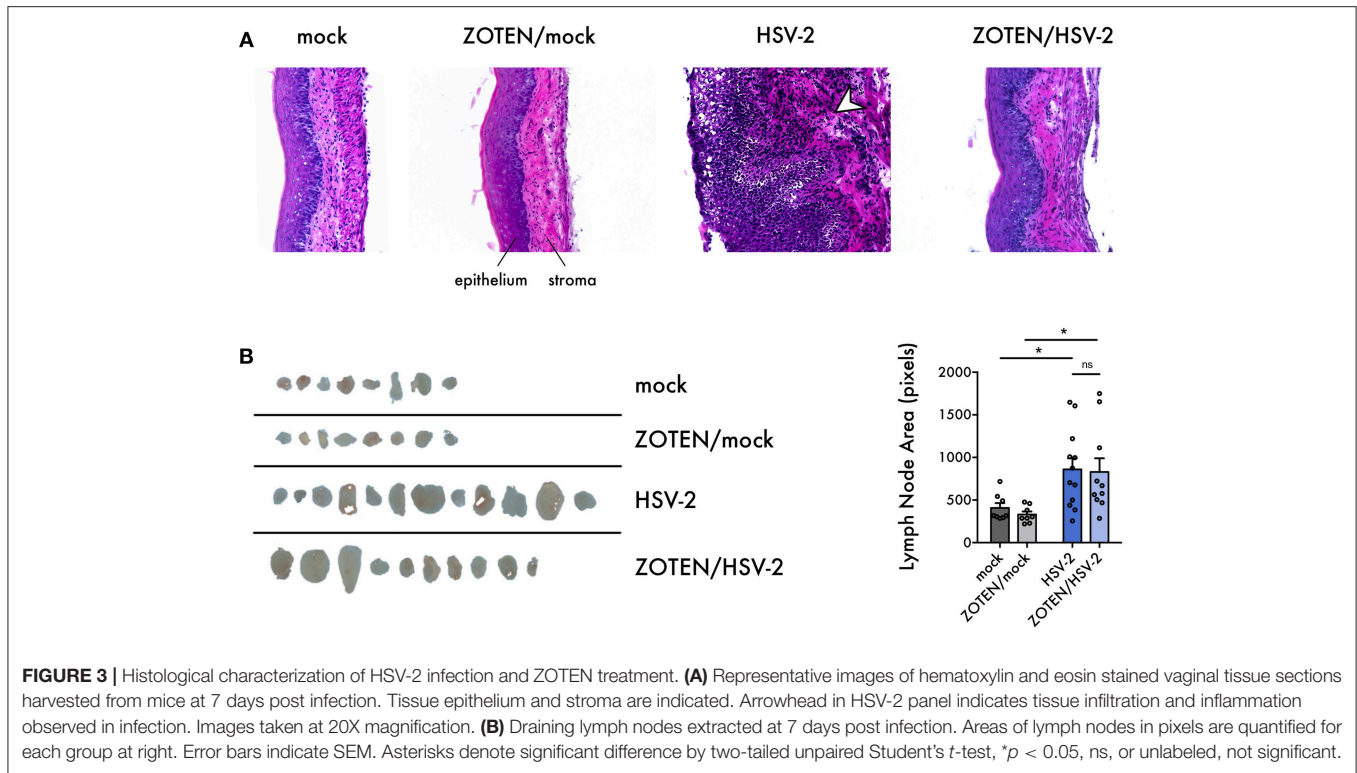 A
mock
ZOTEN/mock
HSV-2
ZOTEN/HSV-2
epithelium
stroma
B
mock
ZOTEN/mock
HSV-2
ZOTEN/HSV-2
Lymph Node Area (pixels)
2000
1500
1000
500
0
*
*
ns
mock
ZOTEN/mock
HSV-2
ZOTEN/HSV-2
FIGURE 3 | Histological characterization of HSV-2 infection and ZOTEN treatment. (A) Representative images of hematoxylin and eosin stained vaginal tissue sections
harvested from mice at 7 days post infection. Tissue epithelium and stroma are indicated. Arrowhead in HSV-2 panel indicates tissue infiltration and inflammation
observed in infection. Images taken at 20X magnification. (B) Draining lymph nodes extracted at 7 days post infection. Areas of lymph nodes in pixels are quantified for
each group at right. Error bars indicate SEM. Asterisks denote significant difference by two-tailed unpaired Student's t-test, *p < 0.05, ns, or unlabeled, not significant.